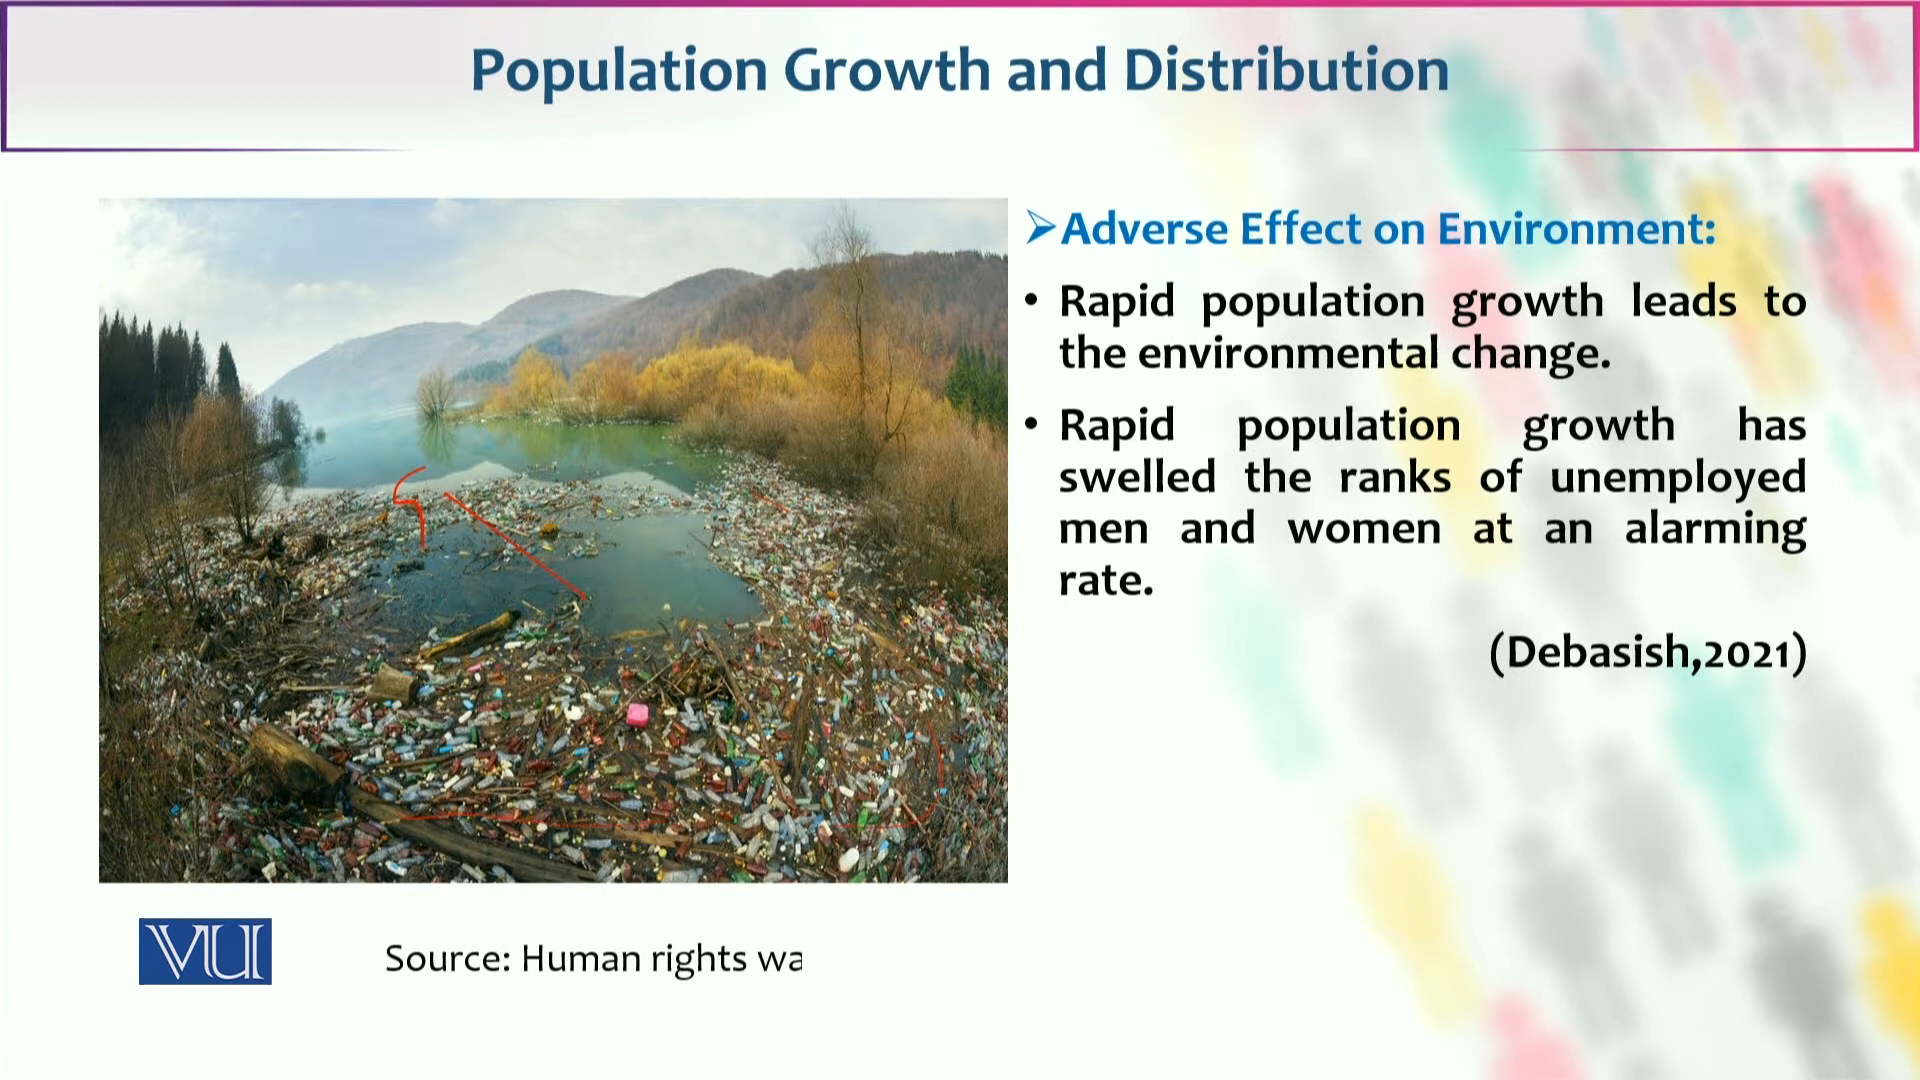 Population Growth and Distribution
➢Adverse Effect on Environment:
• Rapid population growth leads to
the environmental change.
• Rapid population growth has
swelled the ranks of unemployed
men and women at an alarming
rate.
(Debasish,2021)
VU
Source: Human rights wa